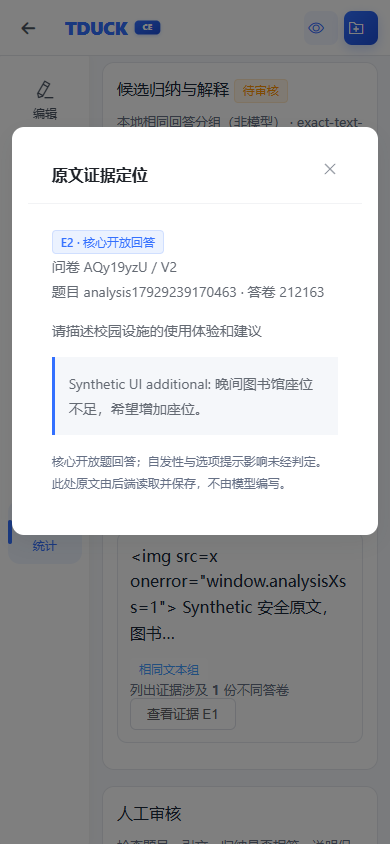 TDUCK CE
编辑
候选归纳与解释 待审核
本地相同回答分组（非模型） · exact-text-
原文证据定位
E2 · 核心开放回答
问卷 AQy19yzU / V2
题目 analysis17929239170463 · 答卷 212163
请描述校园设施的使用体验和建议
Synthetic UI additional: 晚间图书馆座位
不足，希望增加座位。
核心开放题回答；自发性与选项提示影响未经判定。
此处原文由后端读取并保存，不由模型编写。
统计
<img src=x
onerror="window.analysisXs
s=1"> Synthetic 安全原文，
图书...
相同文本组
列出证据涉及 1 份不同答卷
查看证据 E1
人工审核